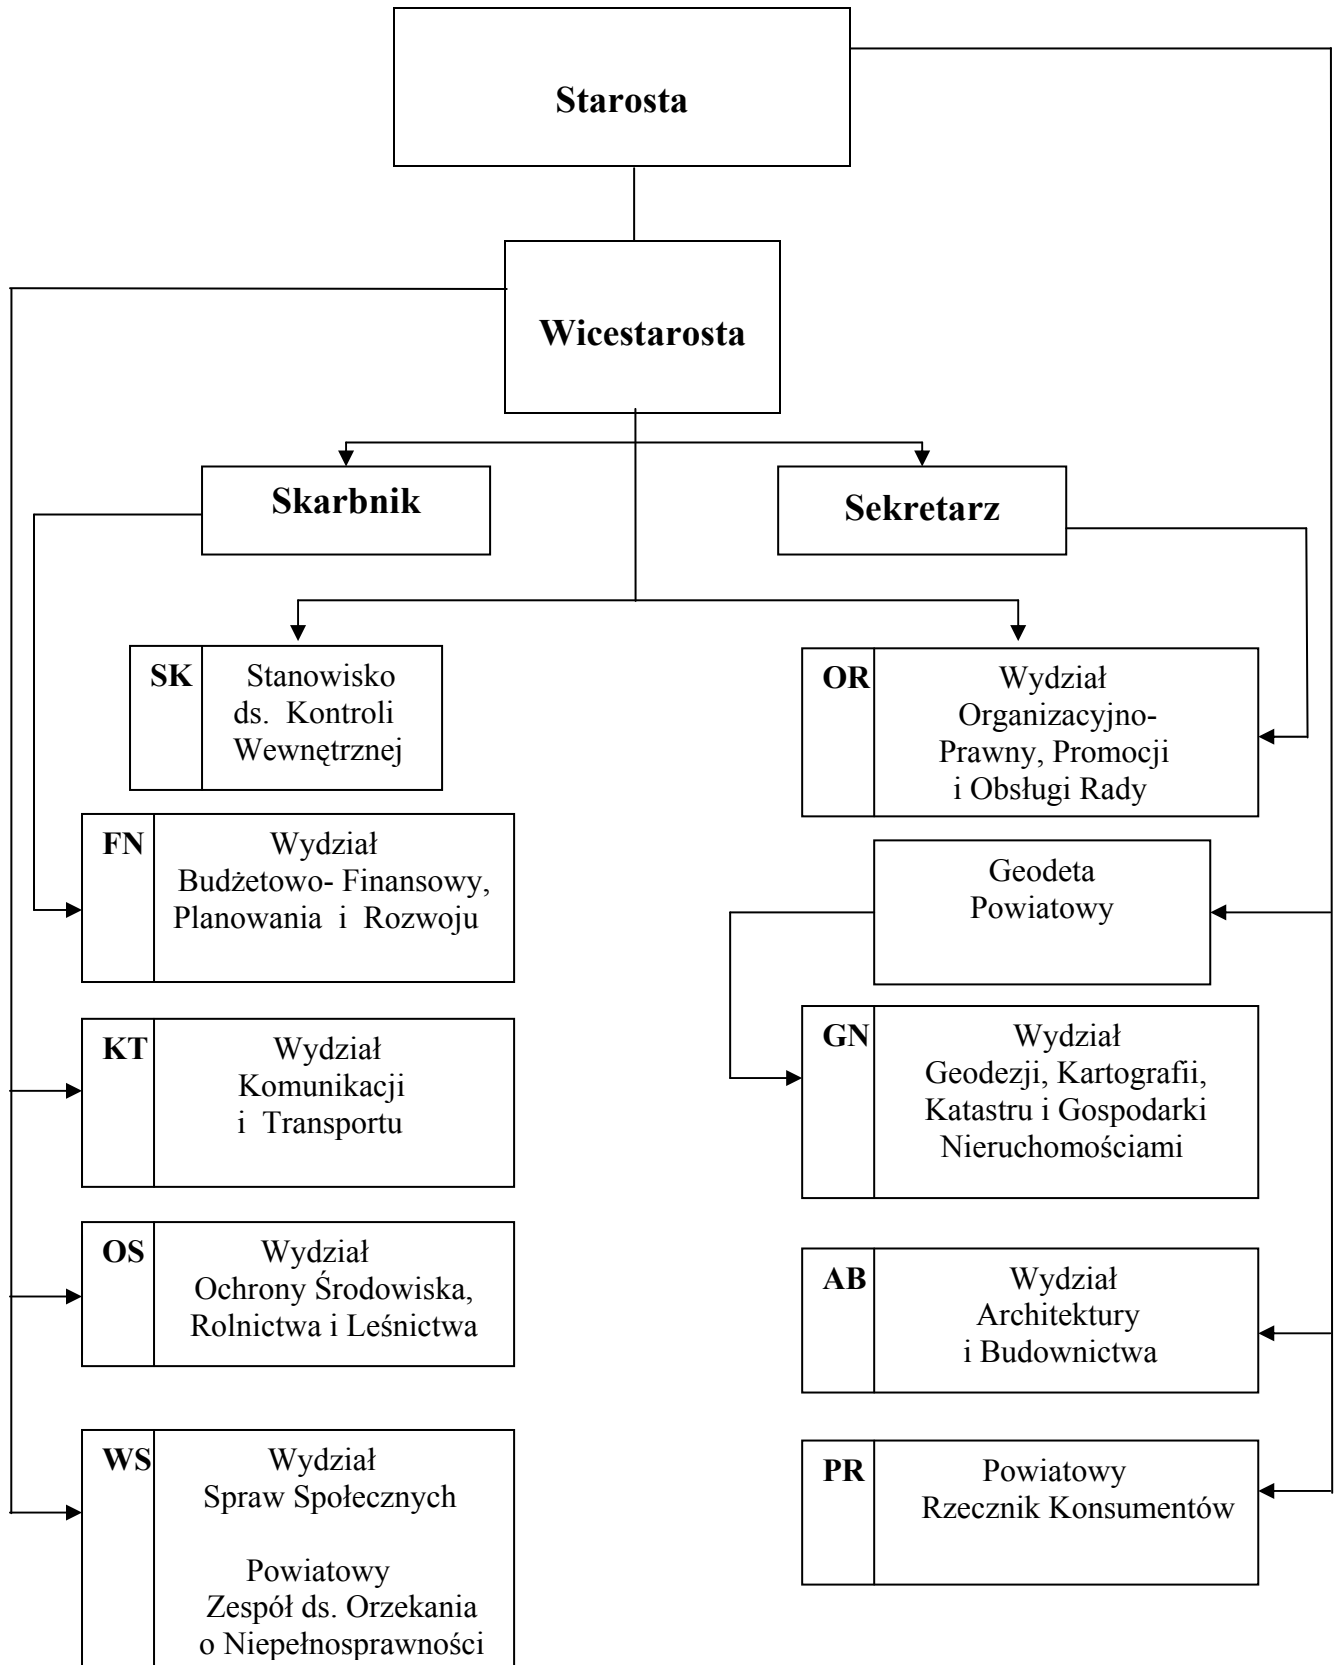 Starosta
Wicestarosta
Skarbnik
Sekretarz
SK
Stanowisko
ds. Kontroli
Wewnętrznej
OR
Wydział
Organizacyjno-
Prawny, Promocji
i Obsługi Rady
FN
Wydział
Budżetowo- Finansowy,
Planowania i Rozwoju
Geodeta
Powiatowy
KT
Wydział
Komunikacji
i Transportu
GN
Wydział
Geodezji, Kartografii,
Katastru i Gospodarki
Nieruchomościami
OS
Wydział
Ochrony Środowiska,
Rolnictwa i Leśnictwa
AB
Wydział
Architektury
i Budownictwa
WS
Wydział
Spraw Społecznych
Powiatowy
Zespół ds. Orzekania
o Niepełnosprawności
PR
Powiatowy
Rzecznik Konsumentów